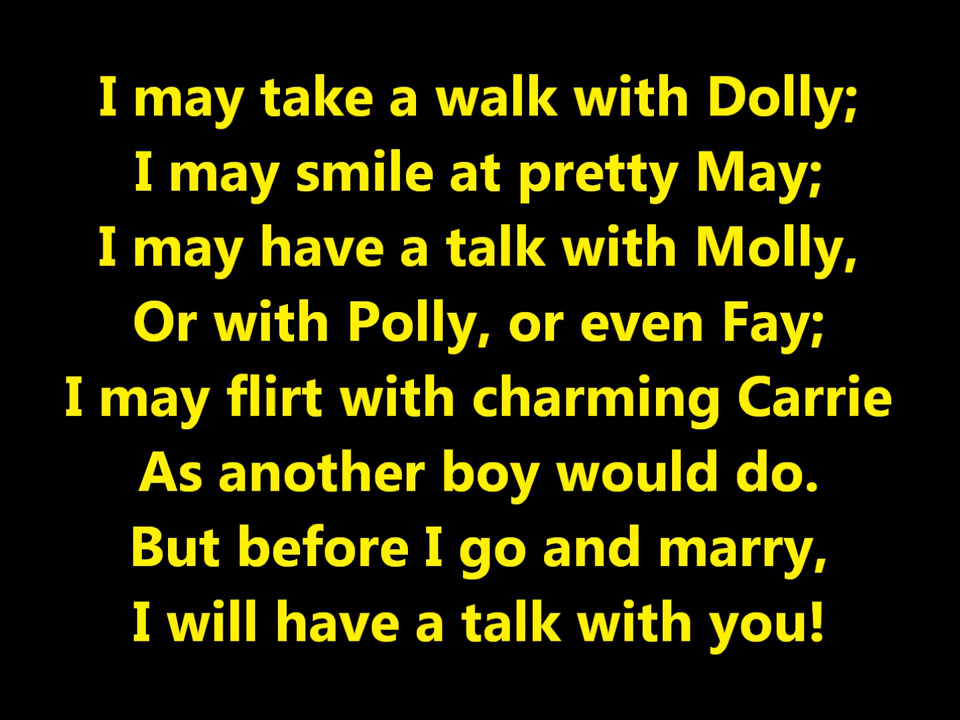 I may take a walk with Dolly;
I may smile at pretty May;
I may have a talk with Molly,
Or with Polly, or even Fay;
I may flirt with charming Carrie
As another boy would do.
But before I go and marry,
I will have a talk with you!